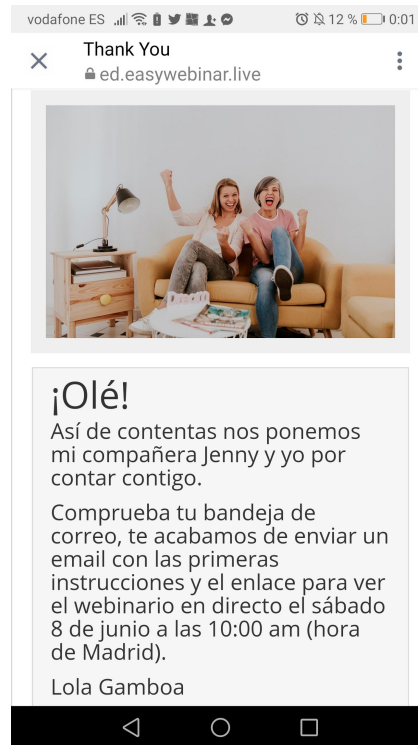 vodafone ES 12 % 0:01
Thank You
ed.easywebinar.live
¡Olé!
Así de contentas nos ponemos
mi compañera Jenny y yo por
contar contigo.
Comprueba tu bandeja de
correo, te acabamos de enviar un
email con las primeras
instrucciones y el enlace para ver
el webinario en directo el sábado
8 de junio a las 10:00 am (hora
de Madrid).
Lola Gamboa